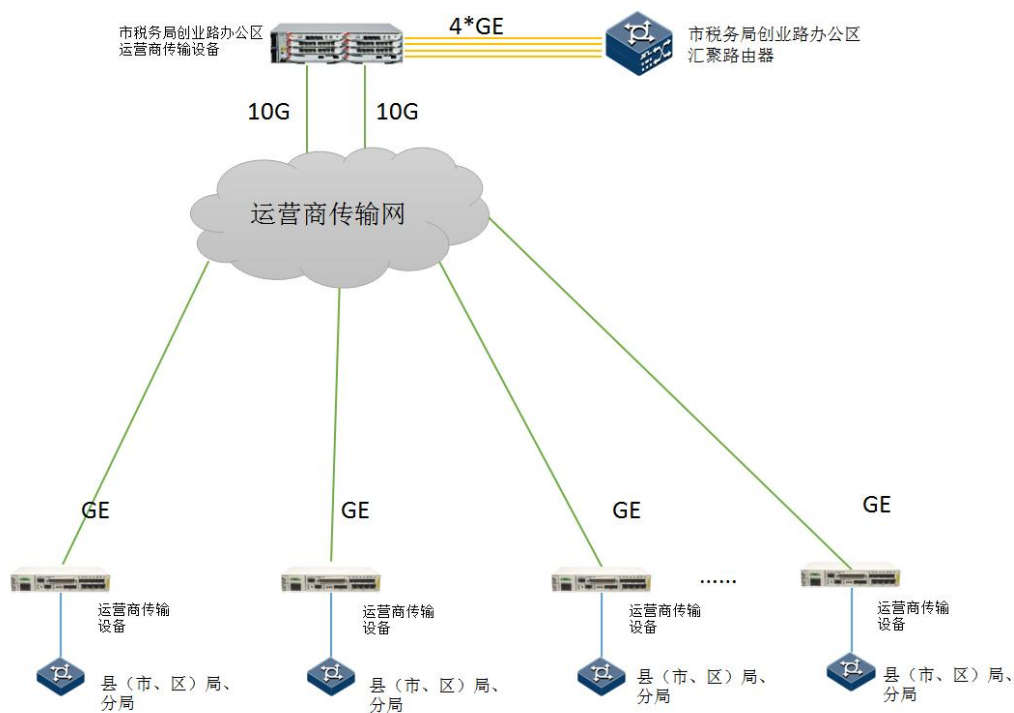 市税务局创业路办公区
运营商传输设备
4*GE
市税务局创业路办公区
汇聚路由器
10G
10G
运营商传输网
GE
GE
GE
GE
......
运营商传输
设备
运营商传输
设备
运营商传输
设备
运营商传输
设备
县（市、区）局、
分局
县（市、区）局、
分局
县（市、区）局、
分局
县（市、区）局、
分局